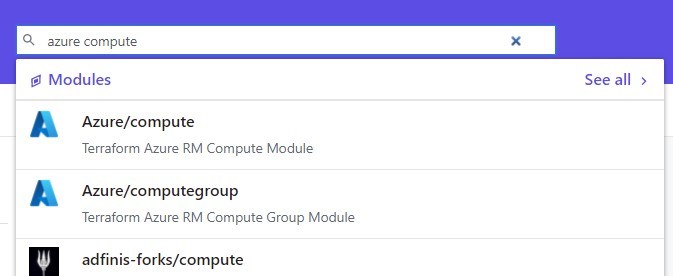 azure compute
Modules See all
Azure/compute
Terraform Azure RM Compute Module
Azure/computegroup
Terraform Azure RM Compute Group Module
adfinis-forks/compute